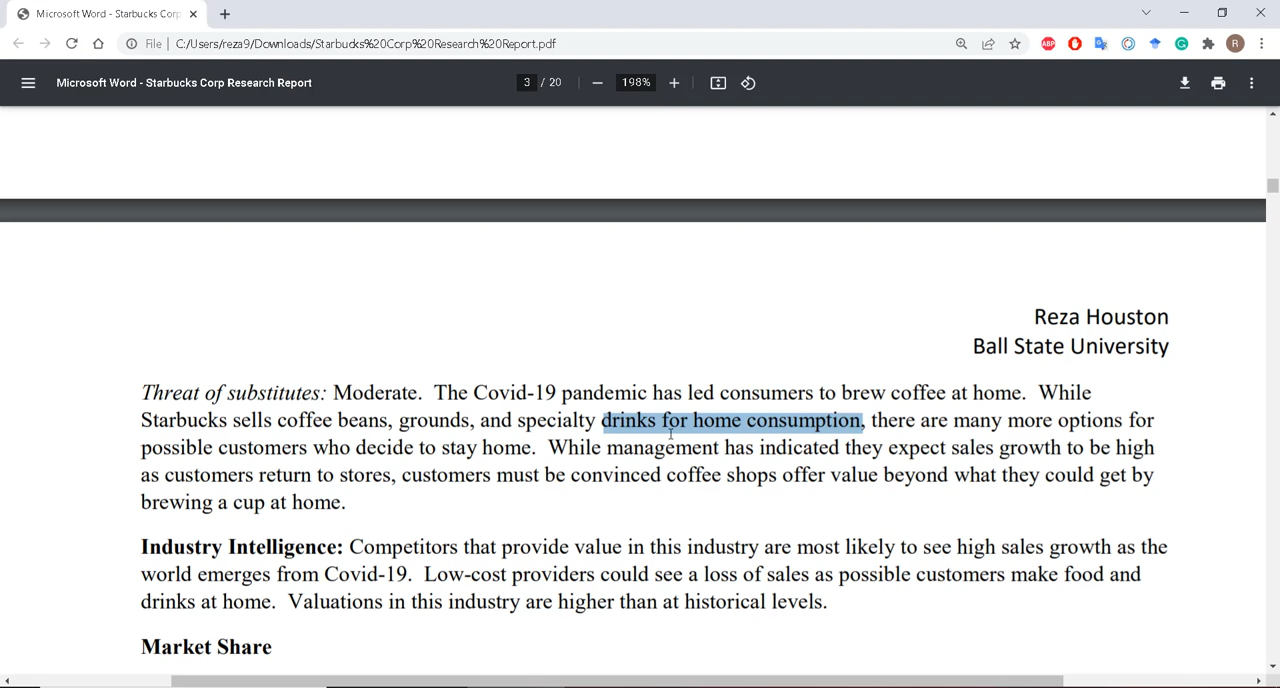 Microsoft Word - Starbucks Corp
File | C:/Users/reza9/Downloads/Starbucks%20Corp%20Research%20Report.pdf
ABP
G
R
Microsoft Word - Starbucks Corp Research Report
3 / 20
198%
Reza Houston
Ball State University
Threat of substitutes: Moderate. The Covid-19 pandemic has led consumers to brew coffee at home. While
Starbucks sells coffee beans, grounds, and specialty drinks for home consumption, there are many more options for
possible customers who decide to stay home. While management has indicated they expect sales growth to be high
as customers return to stores, customers must be convinced coffee shops offer value beyond what they could get by
brewing a cup at home.
Industry Intelligence: Competitors that provide value in this industry are most likely to see high sales growth as the
world emerges from Covid-19. Low-cost providers could see a loss of sales as possible customers make food and
drinks at home. Valuations in this industry are higher than at historical levels.
Market Share